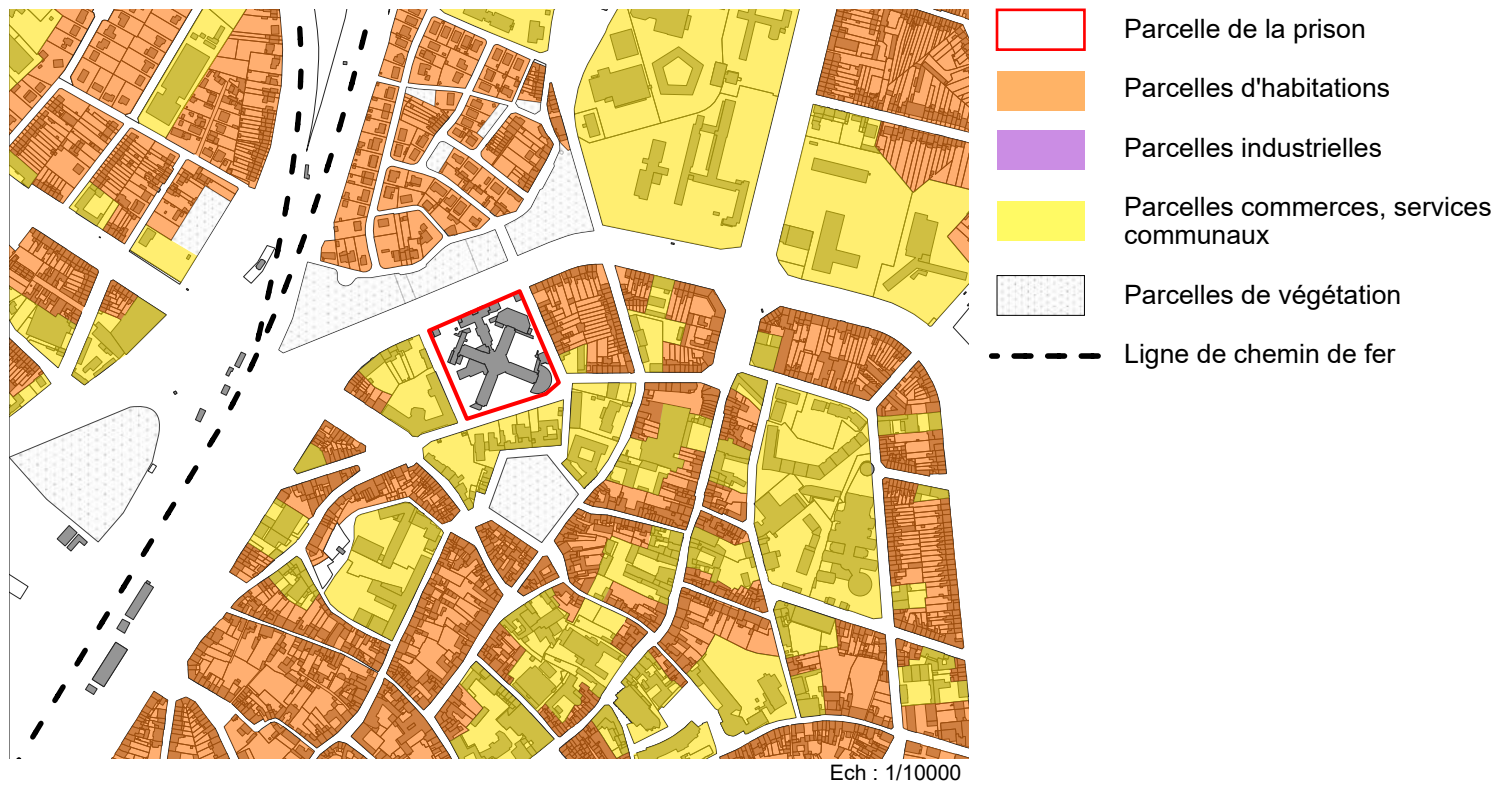 Parcelle de la prison
Parcelles d'habitations
Parcelles industrielles
Parcelles commerces, services
communaux
Parcelles de végétation
Ligne de chemin de fer
Ech : 1/10000